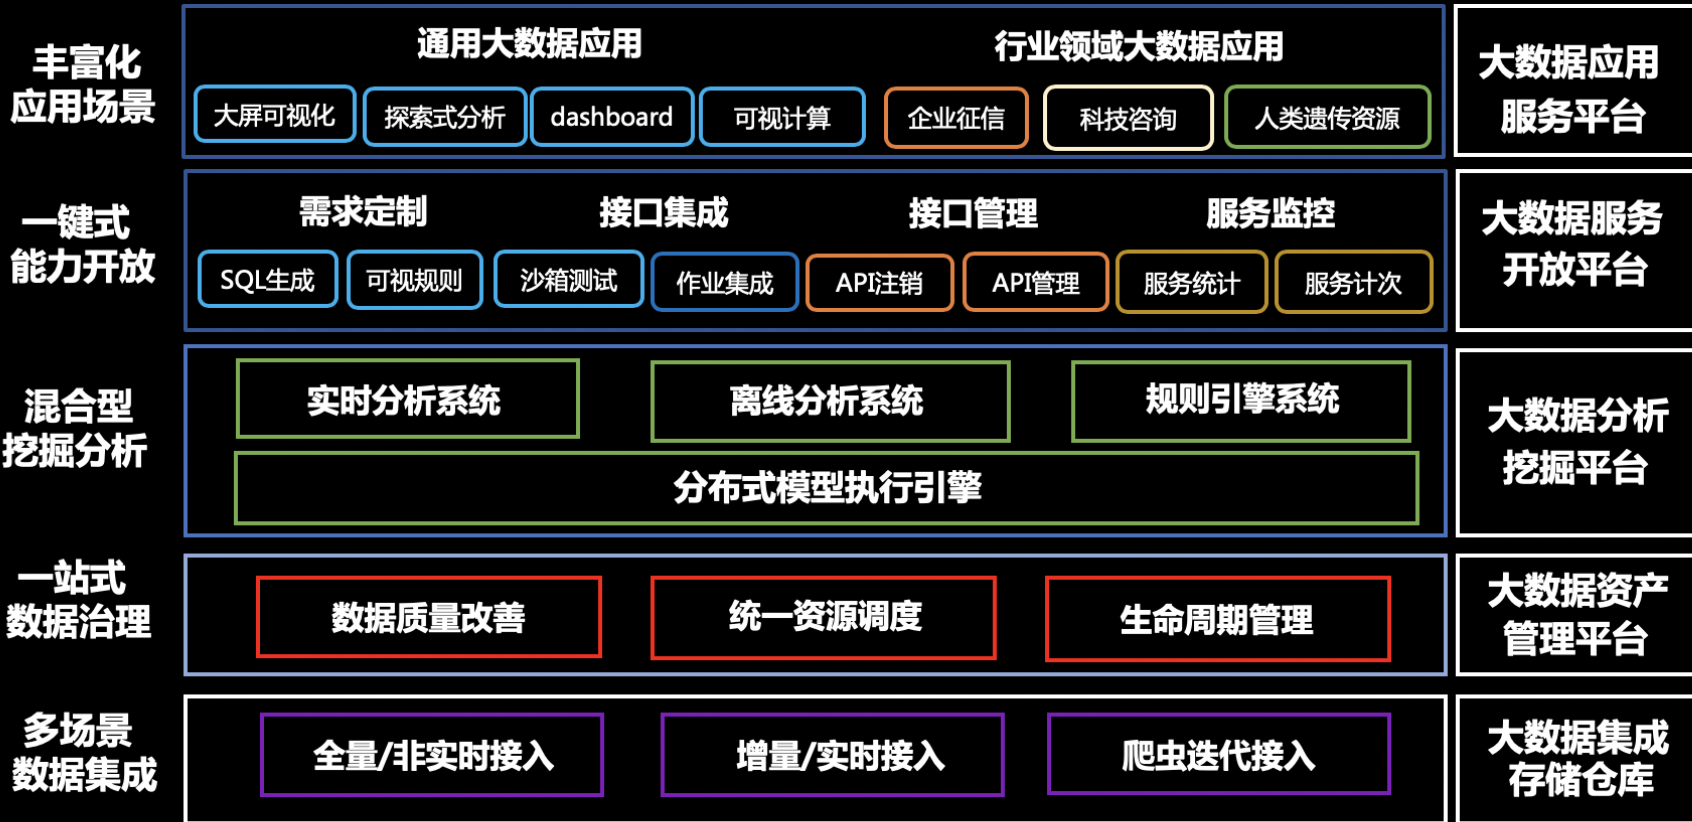 丰富化
应用场景
通用大数据应用
行业领域大数据应用
大屏可视化
探索式分析
dashboard
可视计算
企业征信
科技咨询
人类遗传资源
大数据应用
服务平台
一键式
能力开放
需求定制
接口集成
接口管理
服务监控
SQL生成
可视规则
沙箱测试
作业集成
API注销
API管理
服务统计
服务计次
大数据服务
开放平台
混合型
挖掘分析
实时分析系统
离线分析系统
规则引擎系统
分布式模型执行引擎
大数据分析
挖掘平台
一站式
数据治理
数据质量改善
统一资源调度
生命周期管理
大数据资产
管理平台
多场景
数据集成
全量/非实时接入
增量/实时接入
爬虫迭代接入
大数据集成
存储仓库